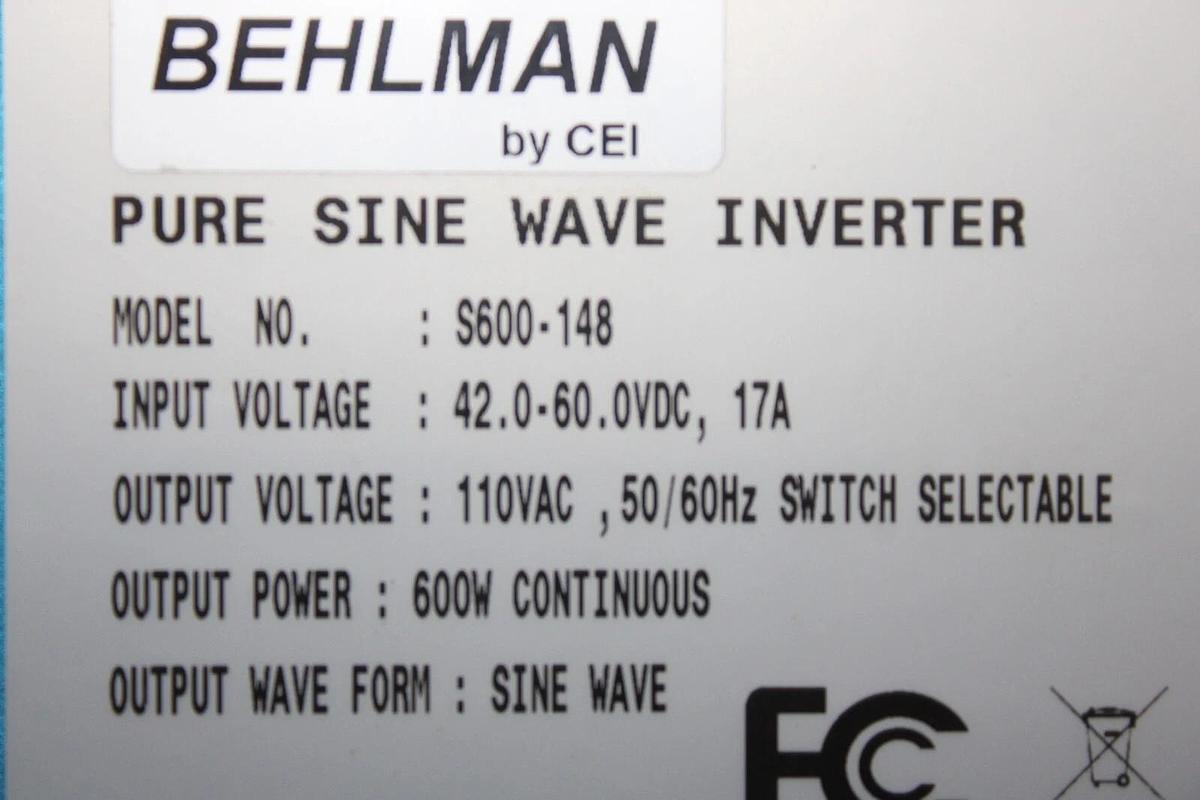 BEHLMAN
by CEI
PURE SINE WAVE INVERTER
MODEL NO. : S600-148
INPUT VOLTAGE : 42.0-60.0VDC, 17A
OUTPUT VOLTAGE : 110VAC ,50/60Hz SWITCH SELECTABLE
OUTPUT POWER : 600W CONTINUOUS
OUTPUT WAVE FORM : SINE WAVE
FC